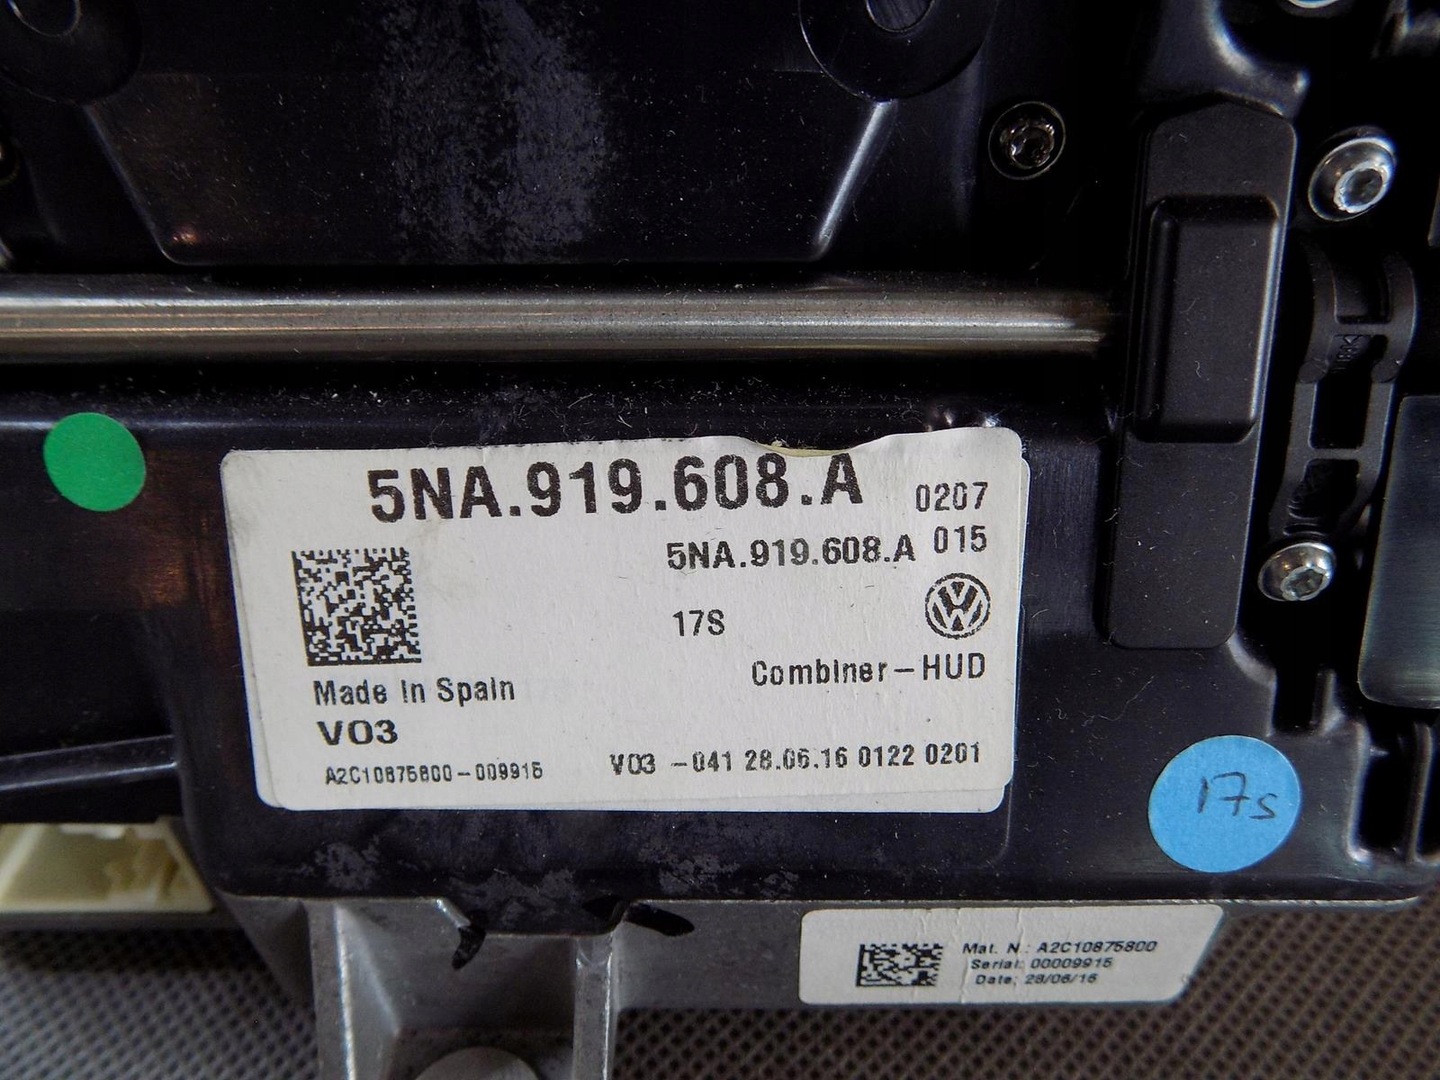 5NA.919.608.A
0207
5NA.919.608.A 015
17S
Combiner-HUD
Made in Spain
V03
A2C10875800-009915
V03 -041 28.06.16 0122 0201
17s
Mat. N.: A2C10875800
Serial: 00009915
Date: 28/06/16